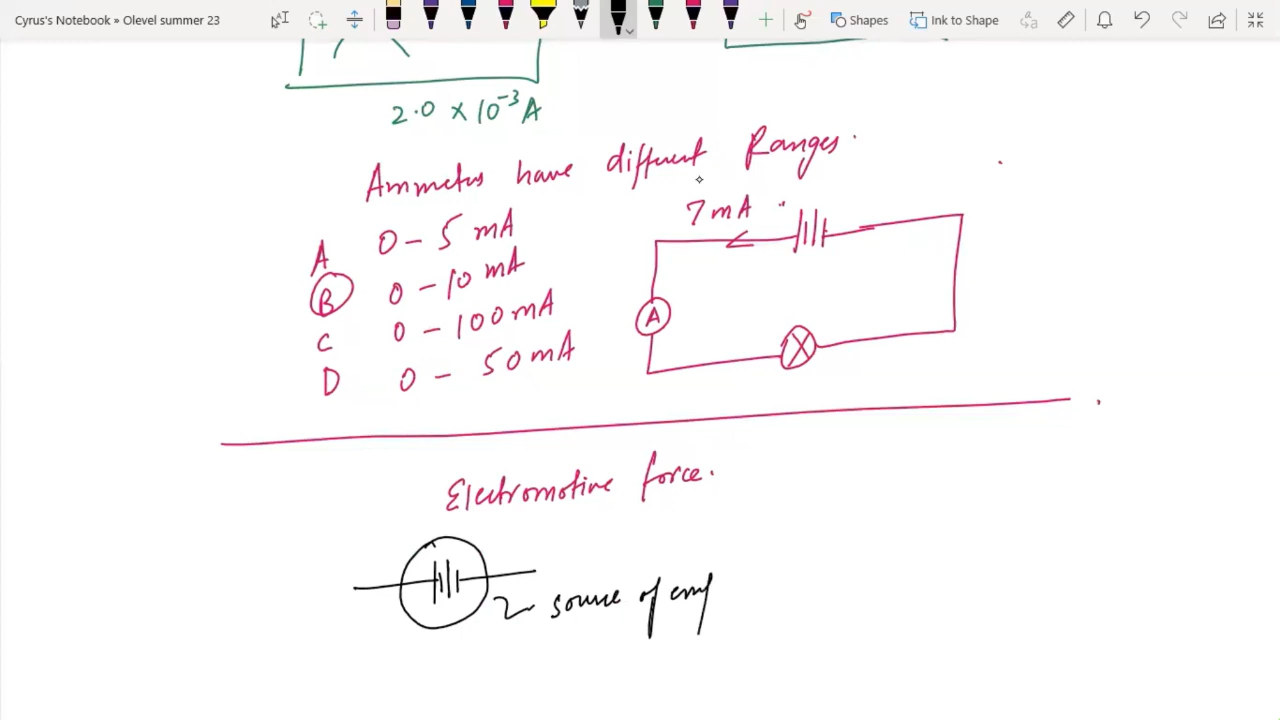 Cyrus's Notebook » Olevel summer 23
Shapes
Ink to Shape
2.0 × 10⁻³ A
Ammeters have different Ranges.
A 0 - 5 mA
B 0 - 10 mA
C 0 - 100 mA
D 0 - 50 mA
7 mA
A
Electromotive force.
source of emf